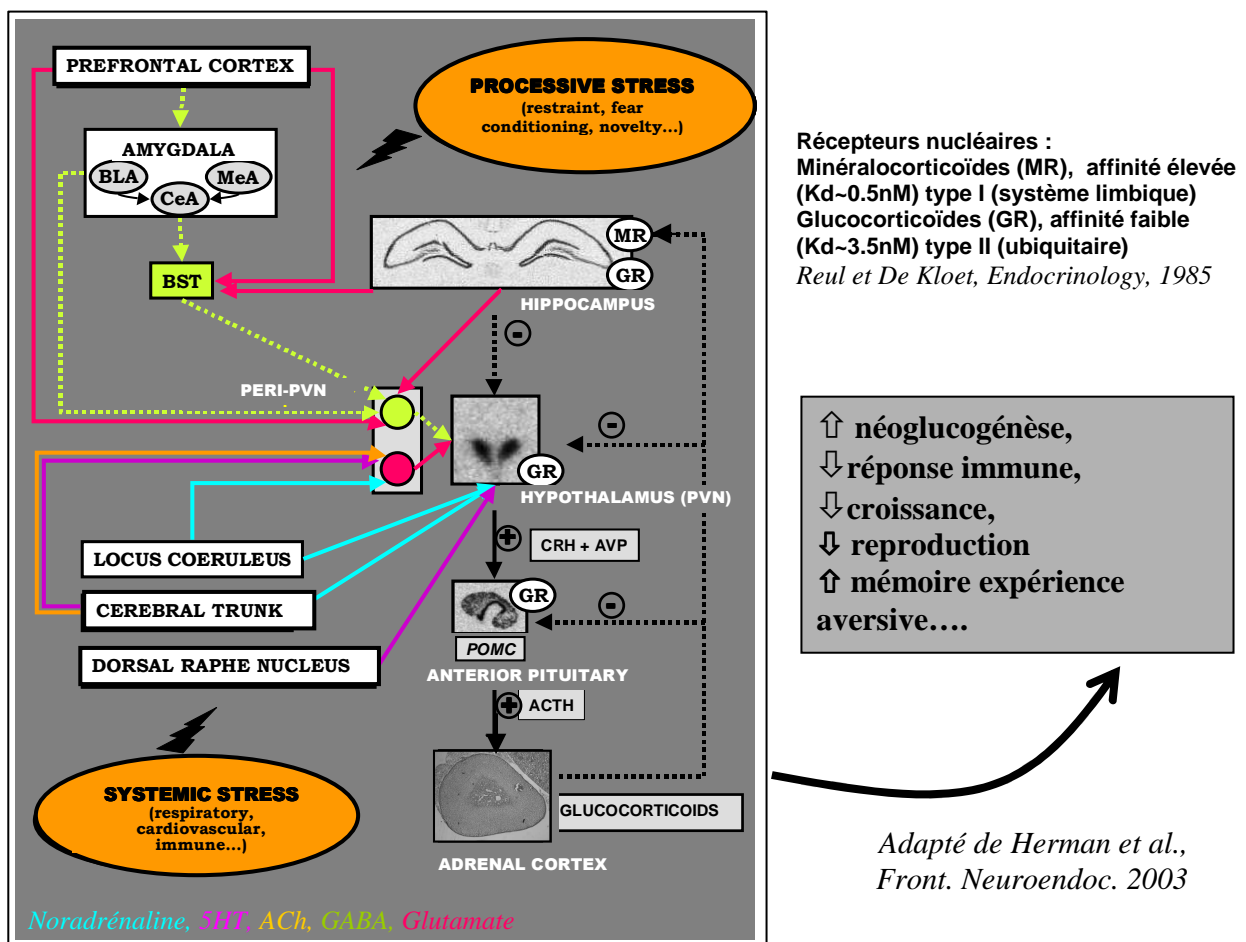 PREFRONTAL CORTEX
PROCESSIVE STRESS
(restraint, fear
conditioning, novelty...)
AMYGDALA
BLA
MeA
CeA
BST
MR
GR
HIPPOCAMPUS
-
PERI-PVN
-
GR
HYPOTHALAMUS (PVN)
+
CRH + AVP
LOCUS COERULEUS
CEREBRAL TRUNK
DORSAL RAPHE NUCLEUS
GR
-
POMC
ANTERIOR PITUITARY
+
ACTH
SYSTEMIC STRESS
(respiratory,
cardiovascular,
immune...)
GLUCOCORTICOIDS
ADRENAL CORTEX
Noradrénaline, 5HT, ACh, GABA, Glutamate
Récepteurs nucléaires :
Minéralocorticoïdes (MR), affinité élevée
(Kd~0.5nM) type I (système limbique)
Glucocorticoïdes (GR), affinité faible
(Kd~3.5nM) type II (ubiquitaire)
Reul et De Kloet, Endocrinology, 1985
⇧ néoglucogénèse,
⇩réponse immune,
⇩croissance,
⇩ reproduction
⇧ mémoire expérience
aversive....
Adapté de Herman et al.,
Front. Neuroendoc. 2003